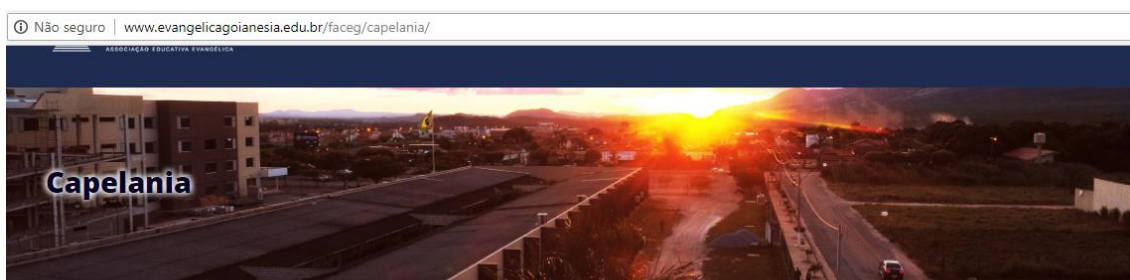 Não seguro | www.evangelicagoianesia.edu.br/faceg/capelania/
ASSOCIAÇÃO EDUCATIVA EVANGÉLICA
Capelania